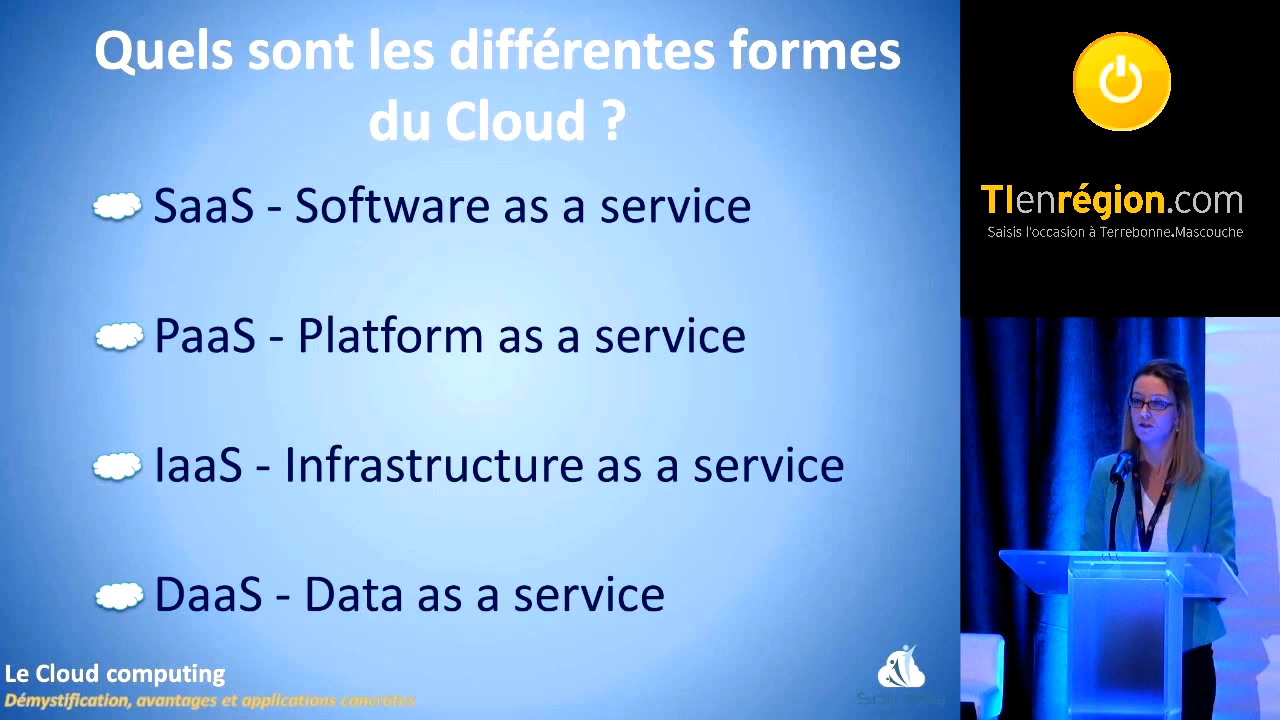 Quels sont les différentes formes
du Cloud ?
SaaS - Software as a service
PaaS - Platform as a service
IaaS - Infrastructure as a service
DaaS - Data as a service
Le Cloud computing
Démystification, avantages et applications concrètes
TIenrégion.com
Saisis l'occasion à Terrebonne.Mascouche